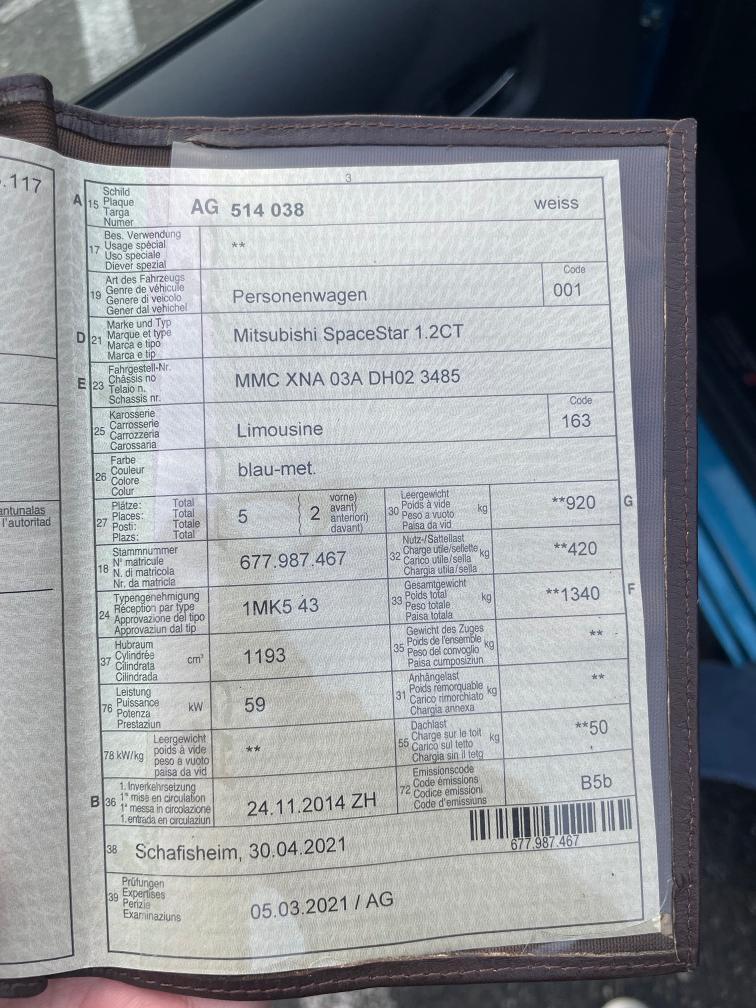 .117
antunalas
l'autoritad
3
A 15 Schild
Plaque
Targa
Numer
AG 514 038 weiss
17 Bes. Verwendung
Usage spécial
Uso speciale
Diever spezial
**
19 Art des Fahrzeugs
Genre de véhicule
Genere di veicolo
Gener dal vehichel
Personenwagen
Code
001
D 21 Marke und Typ
Marque et type
Marca e tipo
Marca e tip
Mitsubishi SpaceStar 1.2CT
E 23 Fahrgestell-Nr.
Châssis no
Telaio n.
Schassis nr.
MMC XNA 03A DH02 3485
25 Karosserie
Carrosserie
Carrozzeria
Carossaria
Limousine
Code
163
26 Farbe
Couleur
Colore
Colur
blau-met.
27 Plätze: Total
Places: Total
Posti: Totale
Plazs: Total
5 2 vorne)
avant)
anteriori)
davant)
30 Leergewicht
Poids à vide
Peso a vuoto
Paisa da vid
kg
**920 G
18 Stammnummer
N° matricule
N. di matricola
Nr. da matricla
677.987.467
32 Nutz-/Sattellast
Charge utile/sellette
Carico utile/sella
Chargia utila/sella
kg
**420
24 Typengenehmigung
Réception par type
Approvazione del tipo
Approvaziun dal tip
1MK5 43
33 Gesamtgewicht
Poids total
Peso totale
Paisa totala
kg
**1340 F
37 Hubraum
Cylindrée
Cilindrata
Cilindrada
cm³
1193
35 Gewicht des Zuges
Poids de l'ensemble
Peso del convoglio
Paisa cumposiziun
kg
**
76 Leistung
Puissance
Potenza
Prestaziun
kW
59
31 Anhängelast
Poids remorquable
Carico rimorchiato
Chargia annexa
kg
**
78 kW/kg Leergewicht
poids à vide
peso a vuoto
paisa da vid
**
55 Dachlast
Charge sur le toit
Carico sul tetto
Chargia sin il tetg
kg
**50
B 36 1. Inverkehrsetzung
1re mise en circulation
1a messa in circolazione
1. entrada en circulaziun
24.11.2014 ZH
72 Emissionscode
Code émissions
Codice emissioni
Code d'emissiuns
B5b
38 Schafisheim, 30.04.2021
677.987.467
39 Prüfungen
Expertises
Perizie
Examinaziuns
05.03.2021 / AG